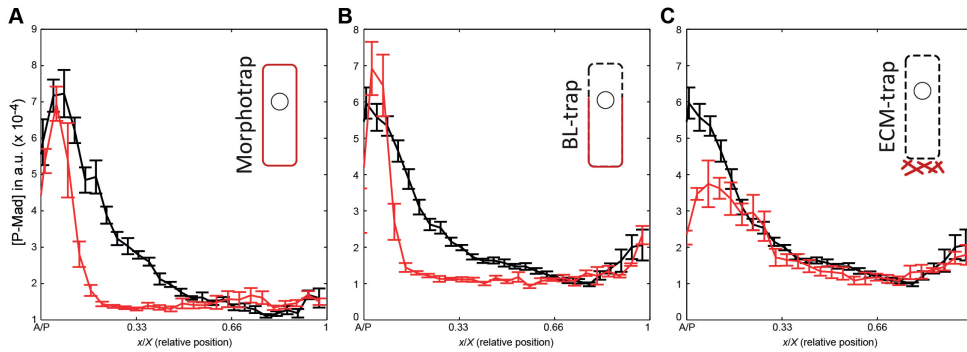 A
B
C
[P-Mad] in a.u. (x 10⁻⁴)
9
8
7
6
5
4
3
2
1
A/P
0.33
0.66
1
x/X (relative position)
Morphotrap
8
7
6
5
4
3
2
1
0
A/P
0.33
0.66
1
x/X (relative position)
BL-trap
8
7
6
5
4
3
2
1
0
A/P
0.33
0.66
1
x/X (relative position)
ECM-trap